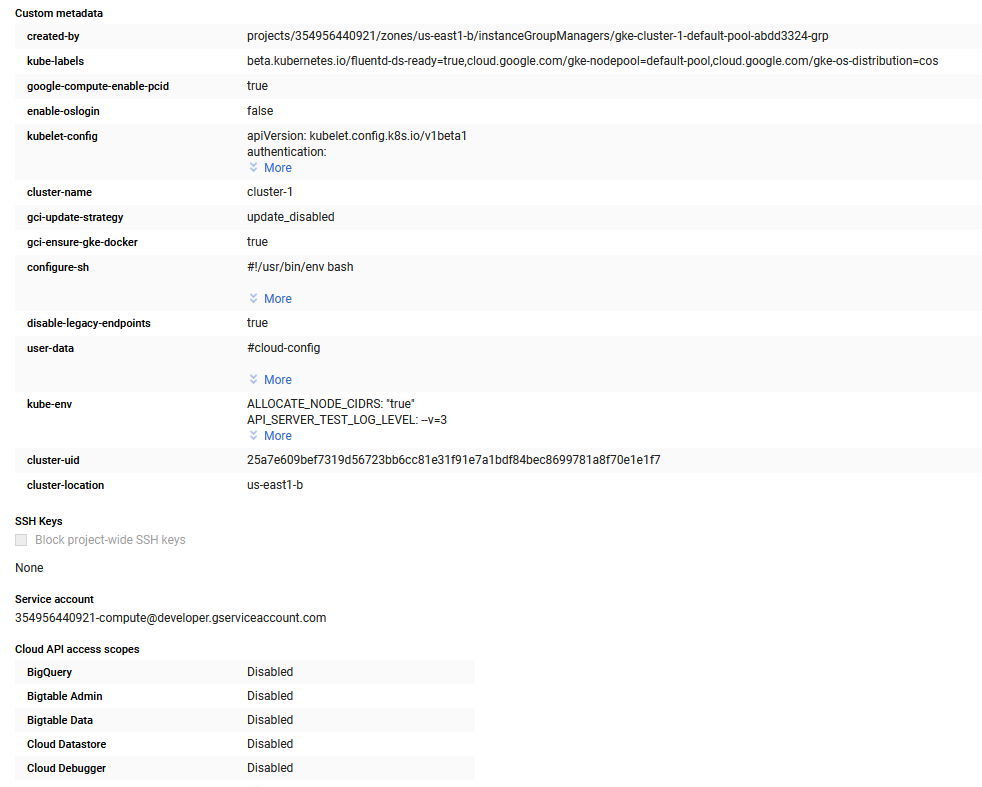 Custom metadata
created-by projects/354956440921/zones/us-east1-b/instanceGroupManagers/gke-cluster-1-default-pool-abdd3324-grp
kube-labels beta.kubernetes.io/fluentd-ds-ready=true,cloud.google.com/gke-nodepool=default-pool,cloud.google.com/gke-os-distribution=cos
google-compute-enable-pcid true
enable-oslogin false
kubelet-config apiVersion: kubelet.config.k8s.io/v1beta1
authentication:
More
cluster-name cluster-1
gci-update-strategy update_disabled
gci-ensure-gke-docker true
configure-sh #!/usr/bin/env bash
More
disable-legacy-endpoints true
user-data #cloud-config
More
kube-env ALLOCATE_NODE_CIDRS: "true"
API_SERVER_TEST_LOG_LEVEL: --v=3
More
cluster-uid 25a7e609bef7319d56723bb6cc81e31f91e7a1bdf84bec8699781a8f70e1e1f7
cluster-location us-east1-b
SSH Keys
Block project-wide SSH keys
None
Service account
354956440921-compute@developer.gserviceaccount.com
Cloud API access scopes
BigQuery Disabled
Bigtable Admin Disabled
Bigtable Data Disabled
Cloud Datastore Disabled
Cloud Debugger Disabled